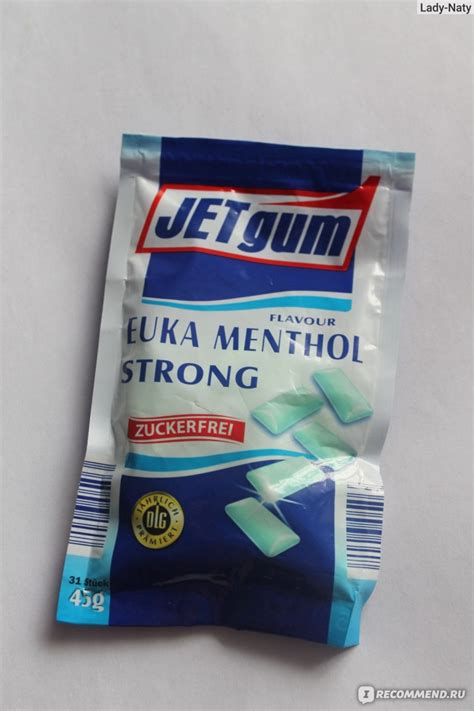 Lady-Naty
JETgum
FLAVOUR
EUKA MENTHOL
STRONG
ZUCKERFREI
JÄHRLICH
DLG
PRÄMIERT
31 Stück
45g
I RECOMMEND.RU